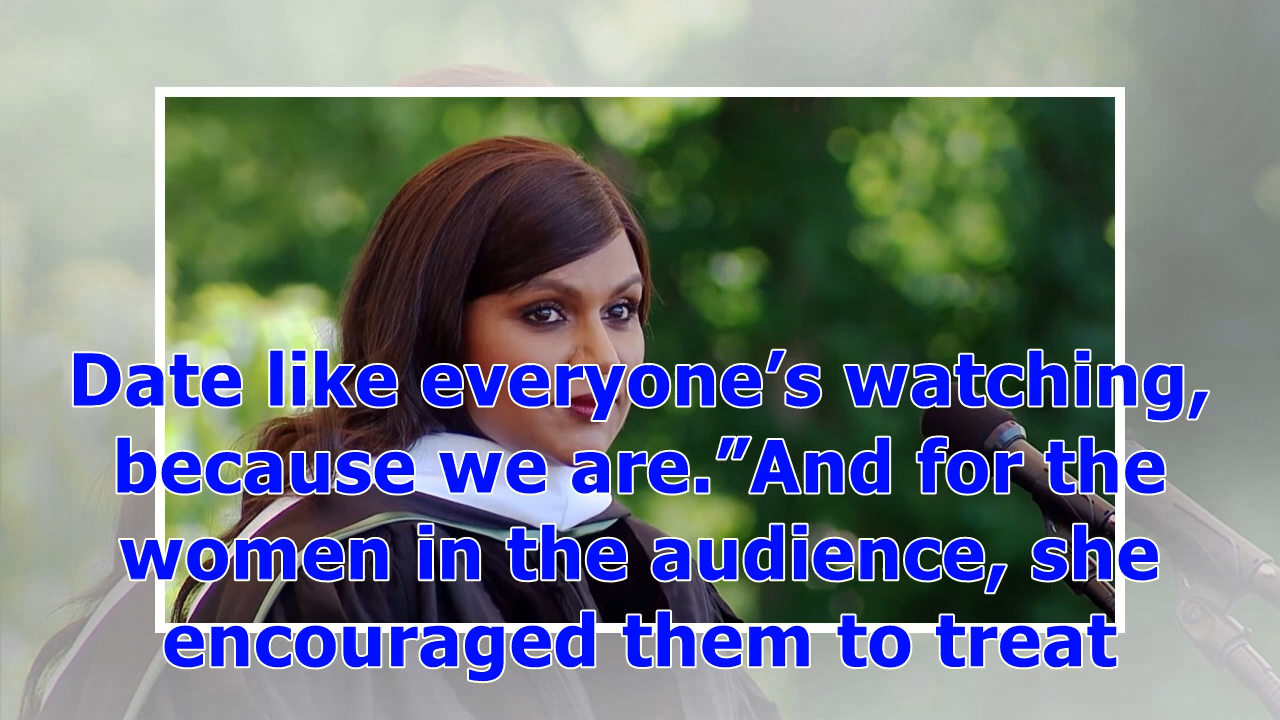 Date like everyone’s watching,
because we are.”And for the
women in the audience, she
encouraged them to treat